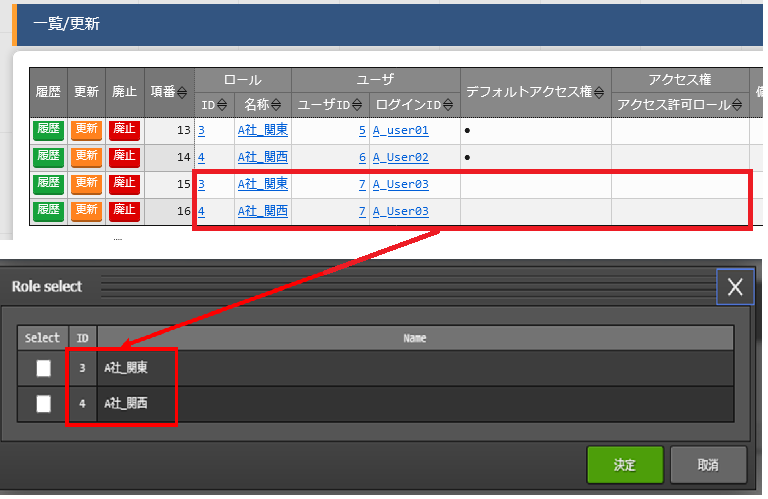 一覧/更新
履歴 更新 廃止 項番 ロール ユーザ デフォルトアクセス権 アクセス権
ID 名称 ユーザID ログインID アクセス許可ロール
履歴 更新 廃止 13 3 A社_関東 5 A_user01 ●
履歴 更新 廃止 14 4 A社_関西 6 A_User02 ●
履歴 更新 廃止 15 3 A社_関東 7 A_User03
履歴 更新 廃止 16 4 A社_関西 7 A_User03
Role select
Select ID Name
3 A社_関東
4 A社_関西
決定 取消